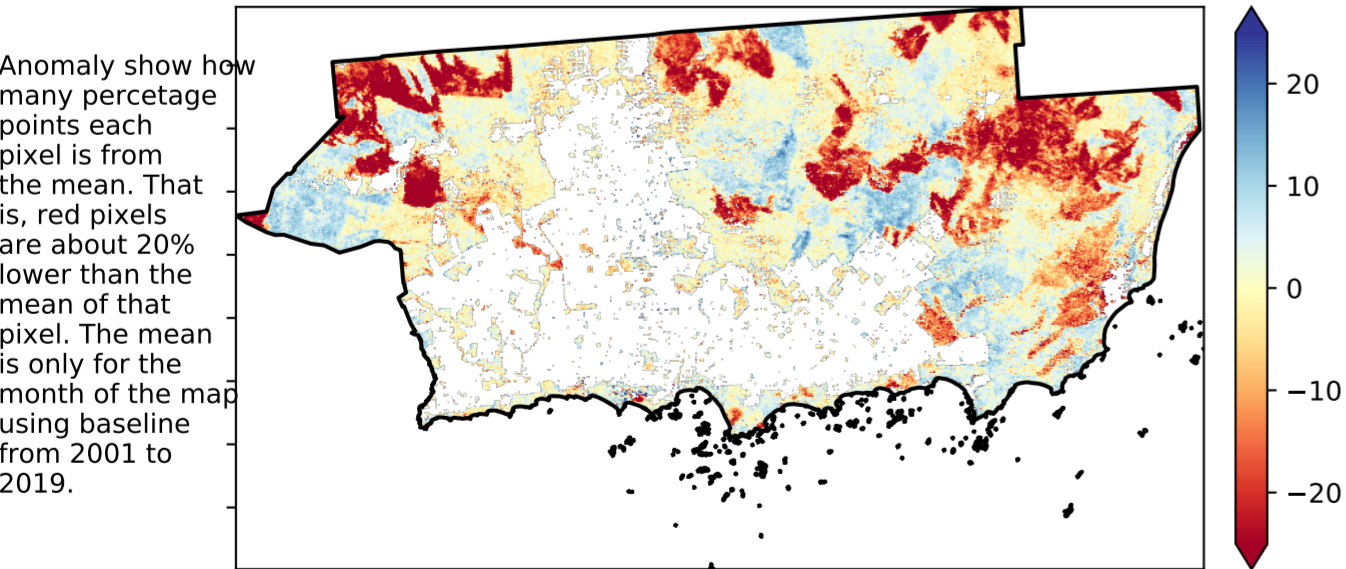 Anomaly show how
many percetage
points each
pixel is from
the mean. That
is, red pixels
are about 20%
lower than the
mean of that
pixel. The mean
is only for the
month of the map
using baseline
from 2001 to
2019.
20
10
0
−10
−20